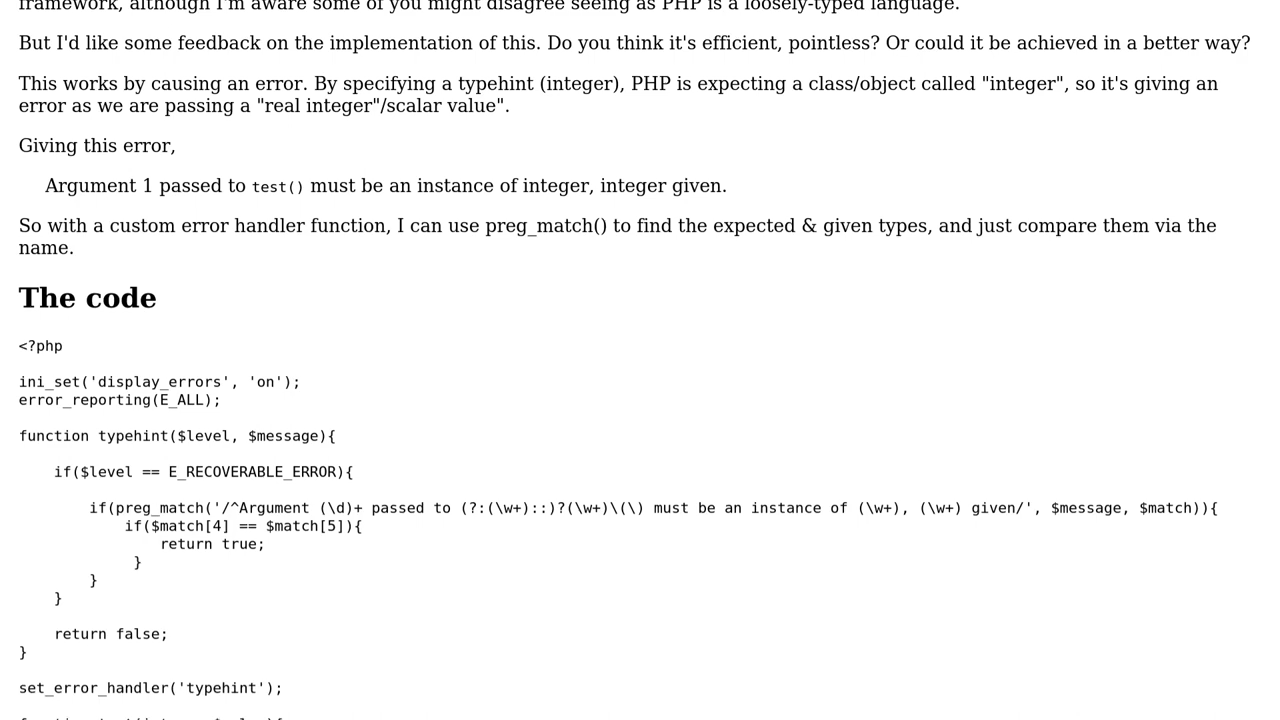 framework, although I'm aware some of you might disagree seeing as PHP is a loosely-typed language.
But I'd like some feedback on the implementation of this. Do you think it's efficient, pointless? Or could it be achieved in a better way?
This works by causing an error. By specifying a typehint (integer), PHP is expecting a class/object called "integer", so it's giving an
error as we are passing a "real integer"/scalar value".
Giving this error,
Argument 1 passed to test() must be an instance of integer, integer given.
So with a custom error handler function, I can use preg_match() to find the expected & given types, and just compare them via the
name.
The code
<?php
ini_set('display_errors', 'on');
error_reporting(E_ALL);
function typehint($level, $message){
if($level == E_RECOVERABLE_ERROR){
if(preg_match('/^Argument (\d)+ passed to (?:(\w+)::)?(\w+)\(\) must be an instance of (\w+), (\w+) given/', $message, $match)){
if($match[4] == $match[5]){
return true;
}
}
}
return false;
}
set_error_handler('typehint');